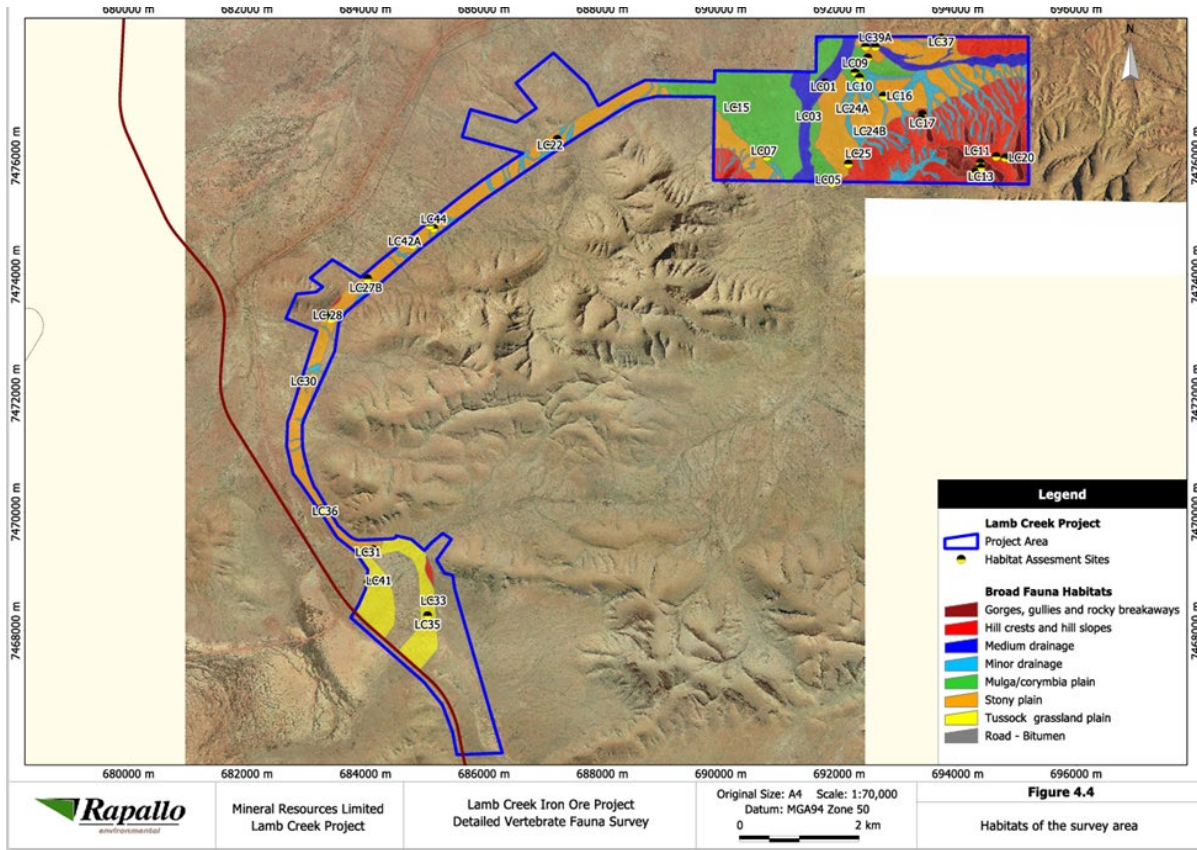 680000 m 682000 m 684000 m 686000 m 688000 m 690000 m 692000 m 694000 m 696000 m
N
LC39A
LC37
LC09
LC01
LC10
LC16
LC15
LC03
LC24A
LC17
LC24B
LC22
LC07
LC25
LC11
LC20
LC13
LC05
LC44
LC42A
LC27B
LC28
LC30
LC36
LC31
LC41
LC33
LC35
7476000 m
7474000 m
7472000 m
7470000 m
7468000 m
7476000 m
7474000 m
7472000 m
7470000 m
7468000 m
Legend
Lamb Creek Project
Project Area
Habitat Assesment Sites
Broad Fauna Habitats
Gorges, gullies and rocky breakaways
Hill crests and hill slopes
Medium drainage
Minor drainage
Mulga/corymbia plain
Stony plain
Tussock grassland plain
Road - Bitumen
680000 m 682000 m 684000 m 686000 m 688000 m 690000 m 692000 m 694000 m 696000 m
Rapallo
environmental
Mineral Resources Limited
Lamb Creek Project
Lamb Creek Iron Ore Project
Detailed Vertebrate Fauna Survey
Original Size: A4 Scale: 1:70,000
Datum: MGA94 Zone 50
0 2 km
Figure 4.4
Habitats of the survey area